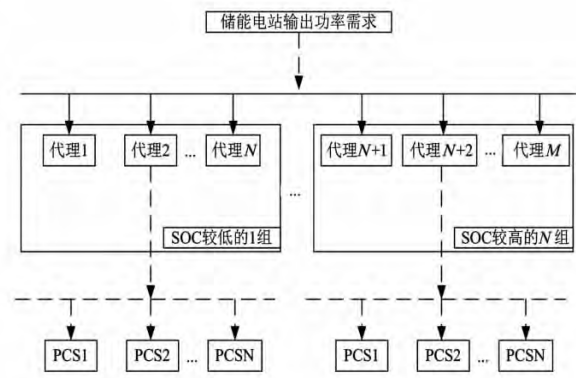 储能电站输出功率需求
代理1 代理2 ... 代理N 代理N+1 代理N+2 ... 代理M
...
SOC较低的1组 SOC较高的N组
PCS1 PCS2 ... PCSN PCS1 PCS2 ... PCSN